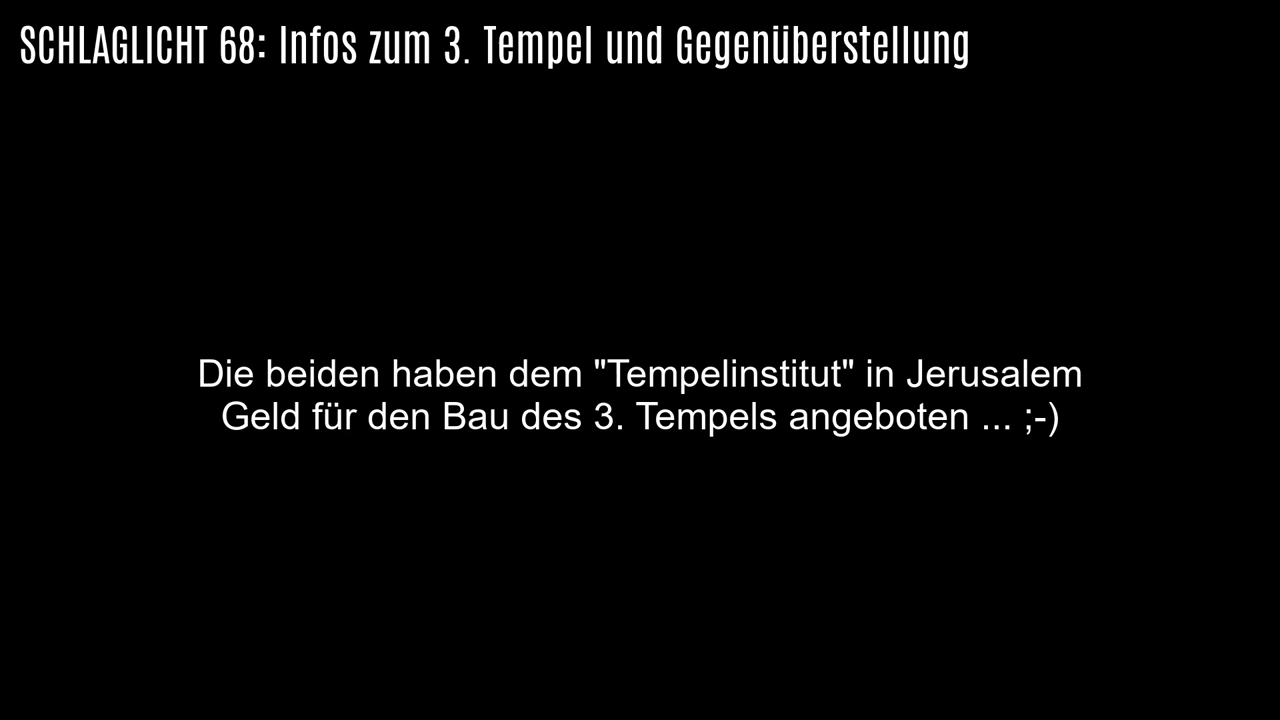 SCHLAGLICHT 68: Infos zum 3. Tempel und Gegenüberstellung
Die beiden haben dem "Tempelinstitut" in Jerusalem
Geld für den Bau des 3. Tempels angeboten ... ;-)